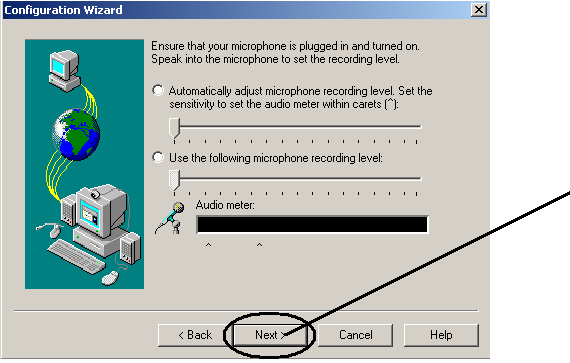 Configuration Wizard
Ensure that your microphone is plugged in and turned on.
Speak into the microphone to set the recording level.
Automatically adjust microphone recording level. Set the
sensitivity to set the audio meter within carets (^):
Use the following microphone recording level:
Audio meter:
^ ^
< Back Next > Cancel Help